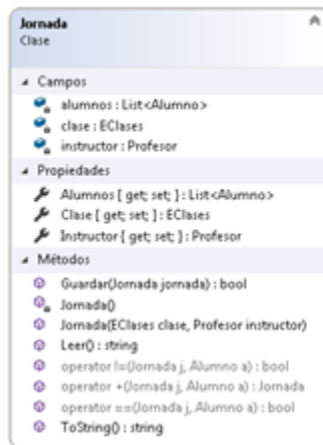 Jornada
Clase
Campos
alumnos : List<Alumno>
clase : EClases
instructor : Profesor
Propiedades
Alumnos { get; set; } : List<Alumno>
Clase { get; set; } : EClases
Instructor { get; set; } : Profesor
Métodos
Guardar(Jornada jornada) : bool
Jornada()
Jornada(EClases clase, Profesor instructor)
Leer() : string
operator !=(Jornada j, Alumno a) : bool
operator +(Jornada j, Alumno a) : Jornada
operator ==(Jornada j, Alumno a) : bool
ToString() : string